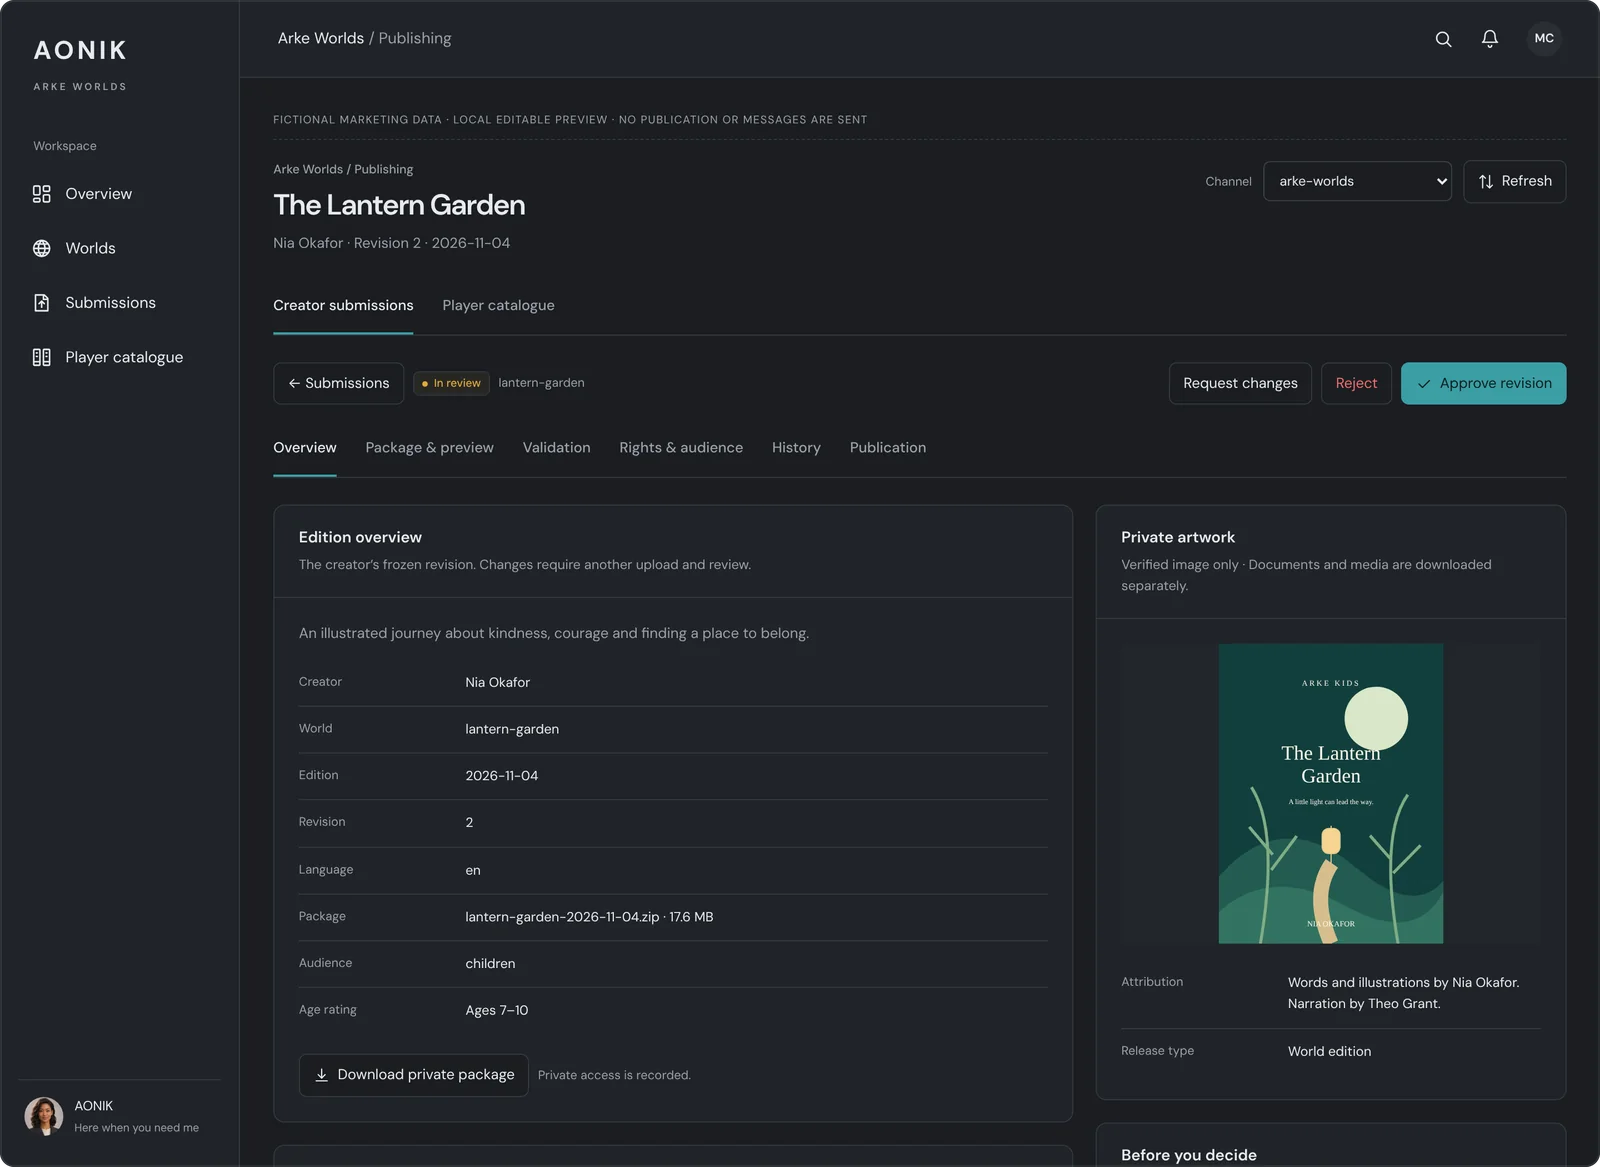 AONIK
ARKE WORLDS
Workspace
Overview
Worlds
Submissions
Player catalogue
AONIK
Here when you need me
Arke Worlds / Publishing
MC
FICTIONAL MARKETING DATA · LOCAL EDITABLE PREVIEW · NO PUBLICATION OR MESSAGES ARE SENT
Arke Worlds / Publishing
The Lantern Garden
Nia Okafor · Revision 2 · 2026-11-04
Channel
arke-worlds
Refresh
Creator submissions
Player catalogue
← Submissions
In review
lantern-garden
Request changes
Reject
Approve revision
Overview
Package & preview
Validation
Rights & audience
History
Publication
Edition overview
The creator’s frozen revision. Changes require another upload and review.
An illustrated journey about kindness, courage and finding a place to belong.
Creator Nia Okafor
World lantern-garden
Edition 2026-11-04
Revision 2
Language en
Package lantern-garden-2026-11-04.zip · 17.6 MB
Audience children
Age rating Ages 7–10
Download private package
Private access is recorded.
Private artwork
Verified image only · Documents and media are downloaded
separately.
ARKE KIDS
The Lantern
Garden
A little light can lead the way.
NIA OKAFOR
Attribution Words and illustrations by Nia Okafor.
Narration by Theo Grant.
Release type World edition
Before you decide